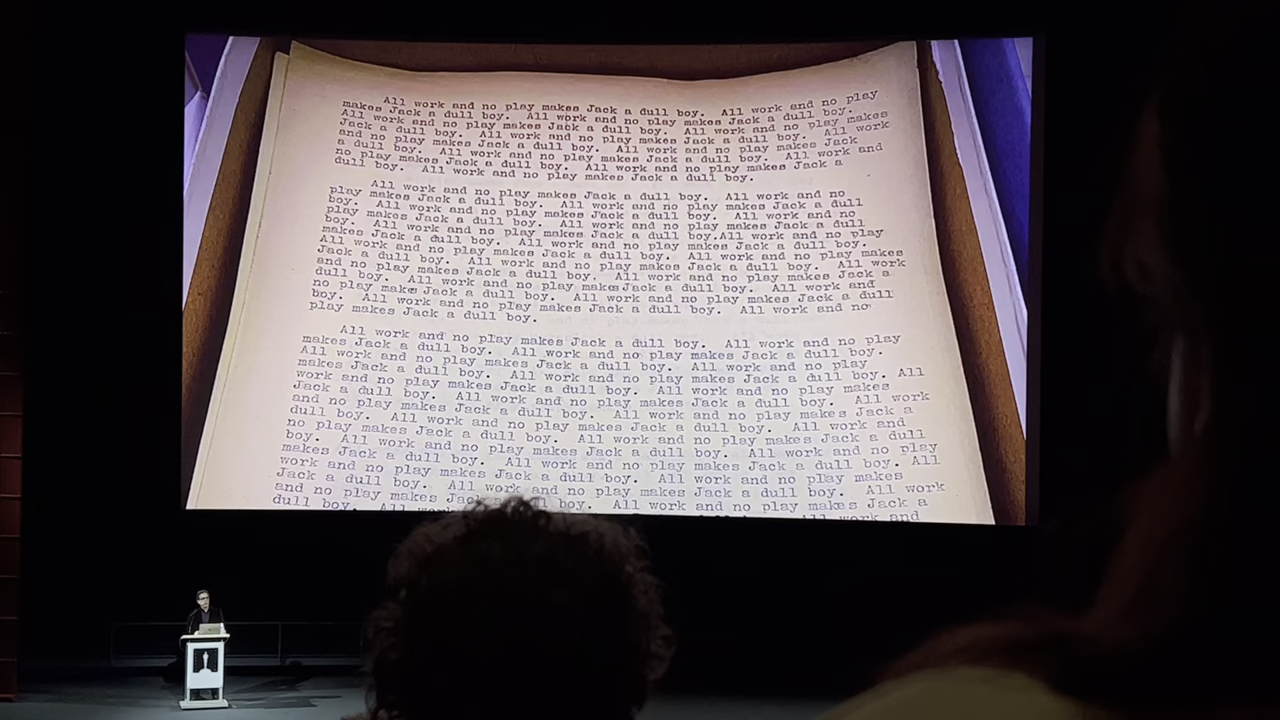 All work and no play makes Jack a dull boy. All work and no play
makes Jack a dull boy. All work and no play makes Jack a dull boy.
All work and no play makes Jack a dull boy. All work and no play makes
Jack a dull boy. All work and no play makes Jack a dull boy. All work
and no play makes Jack a dull boy. All work and no play makes Jack
a dull boy. All work and no play makes Jack a dull boy. All work and
no play makes Jack a dull boy. All work and no play makes Jack a
dull boy. All work and no play makes Jack a dull boy.
All work and no play makes Jack a dull boy. All work and no
play makes Jack a dull boy. All work and no play makes Jack a dull
boy. All work and no play makes Jack a dull boy. All work and no
play makes Jack a dull boy. All work and no play makes Jack a dull
boy. All work and no play makes Jack a dull boy.All work and no play
makes Jack a dull boy. All work and no play makes Jack a dull boy.
All work and no play makes Jack a dull boy. All work and no play makes
Jack a dull boy. All work and no play makes Jack a dull boy. All work
and no play makes Jack a dull boy. All work and no play makes Jack a
dull boy. All work and no play makes Jack a dull boy. All work and
no play makes Jack a dull boy. All work and no play makes Jack a dull
boy. All work and no play makes Jack a dull boy. All work and no
play makes Jack a dull boy.
All work and no play makes Jack a dull boy. All work and no play
makes Jack a dull boy. All work and no play makes Jack a dull boy.
All work and no play makes Jack a dull boy. All work and no play
makes Jack a dull boy. All work and no play makes Jack a dull boy. All
work and no play makes Jack a dull boy. All work and no play makes
Jack a dull boy. All work and no play makes Jack a dull boy. All work
and no play makes Jack a dull boy. All work and no play makes Jack a
dull boy. All work and no play makes Jack a dull boy. All work and
no play makes Jack a dull boy. All work and no play makes Jack a dull
boy. All work and no play makes Jack a dull boy. All work and no play
makes Jack a dull boy. All work and no play makes Jack a dull boy. All
work and no play makes Jack a dull boy. All work and no play makes
Jack a dull boy. All work and no play makes Jack a dull boy. All work
and no play makes Jack a dull boy. All work and no play makes Jack a
dull boy. All work and